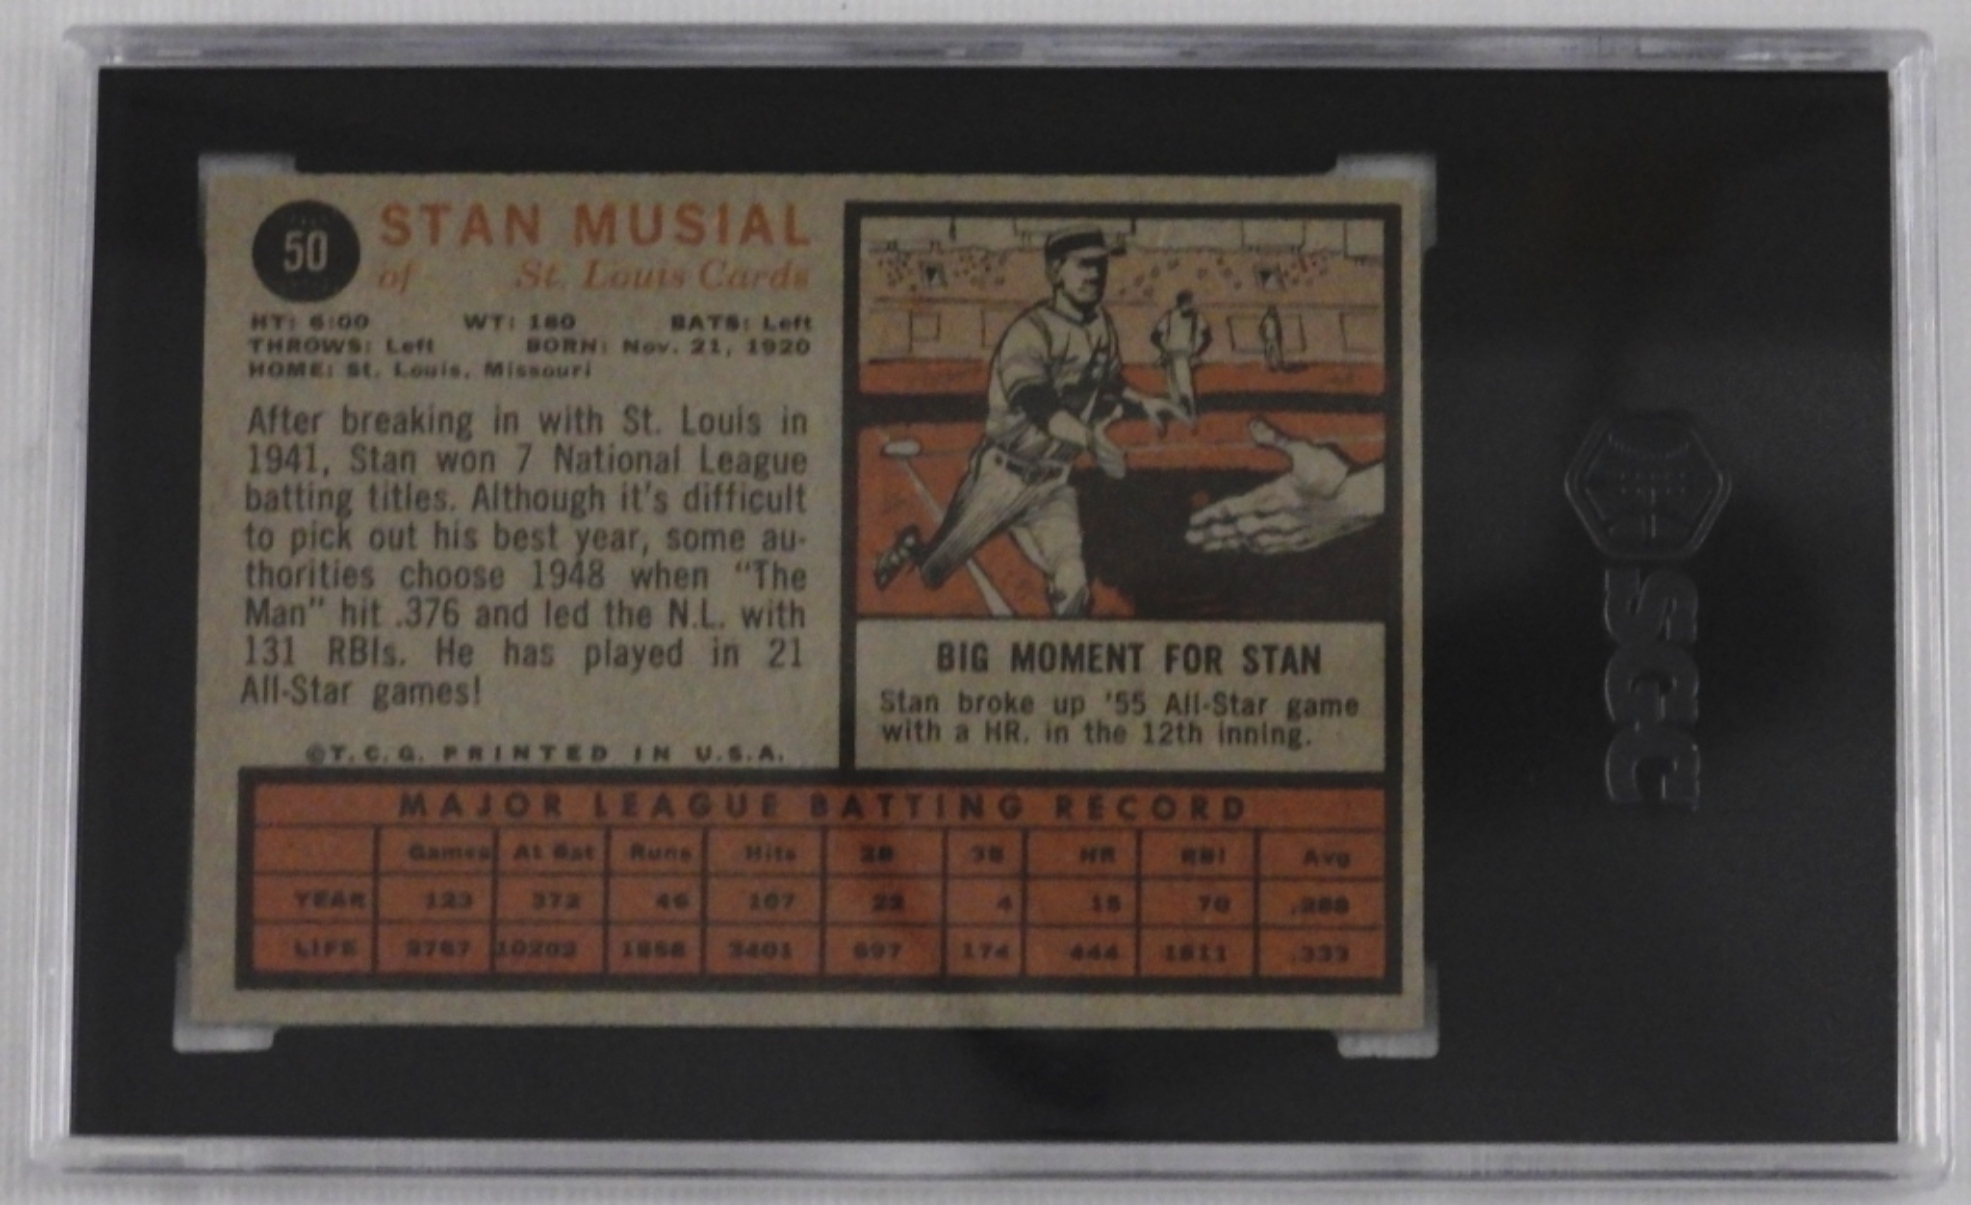 50
STAN MUSIAL
of St. Louis Cards
HT: 6:00 WT: 180 BATS: Left
THROWS: Left BORN: Nov. 21, 1920
HOME: St. Louis, Missouri
After breaking in with St. Louis in
1941, Stan won 7 National League
batting titles. Although it's difficult
to pick out his best year, some au-
thorities choose 1948 when "The
Man" hit .376 and led the N.L. with
131 RBIs. He has played in 21
All-Star games!
©T.C.G. PRINTED IN U.S.A.
BIG MOMENT FOR STAN
Stan broke up '55 All-Star game
with a HR. in the 12th inning.
MAJOR LEAGUE BATTING RECORD
Games At Bat Runs Hits 2B 3B HR RBI Avg
YEAR 123 372 46 107 22 4 15 70 .288
LIFE 2787 10203 1858 3401 697 174 444 1811 .333
SGC